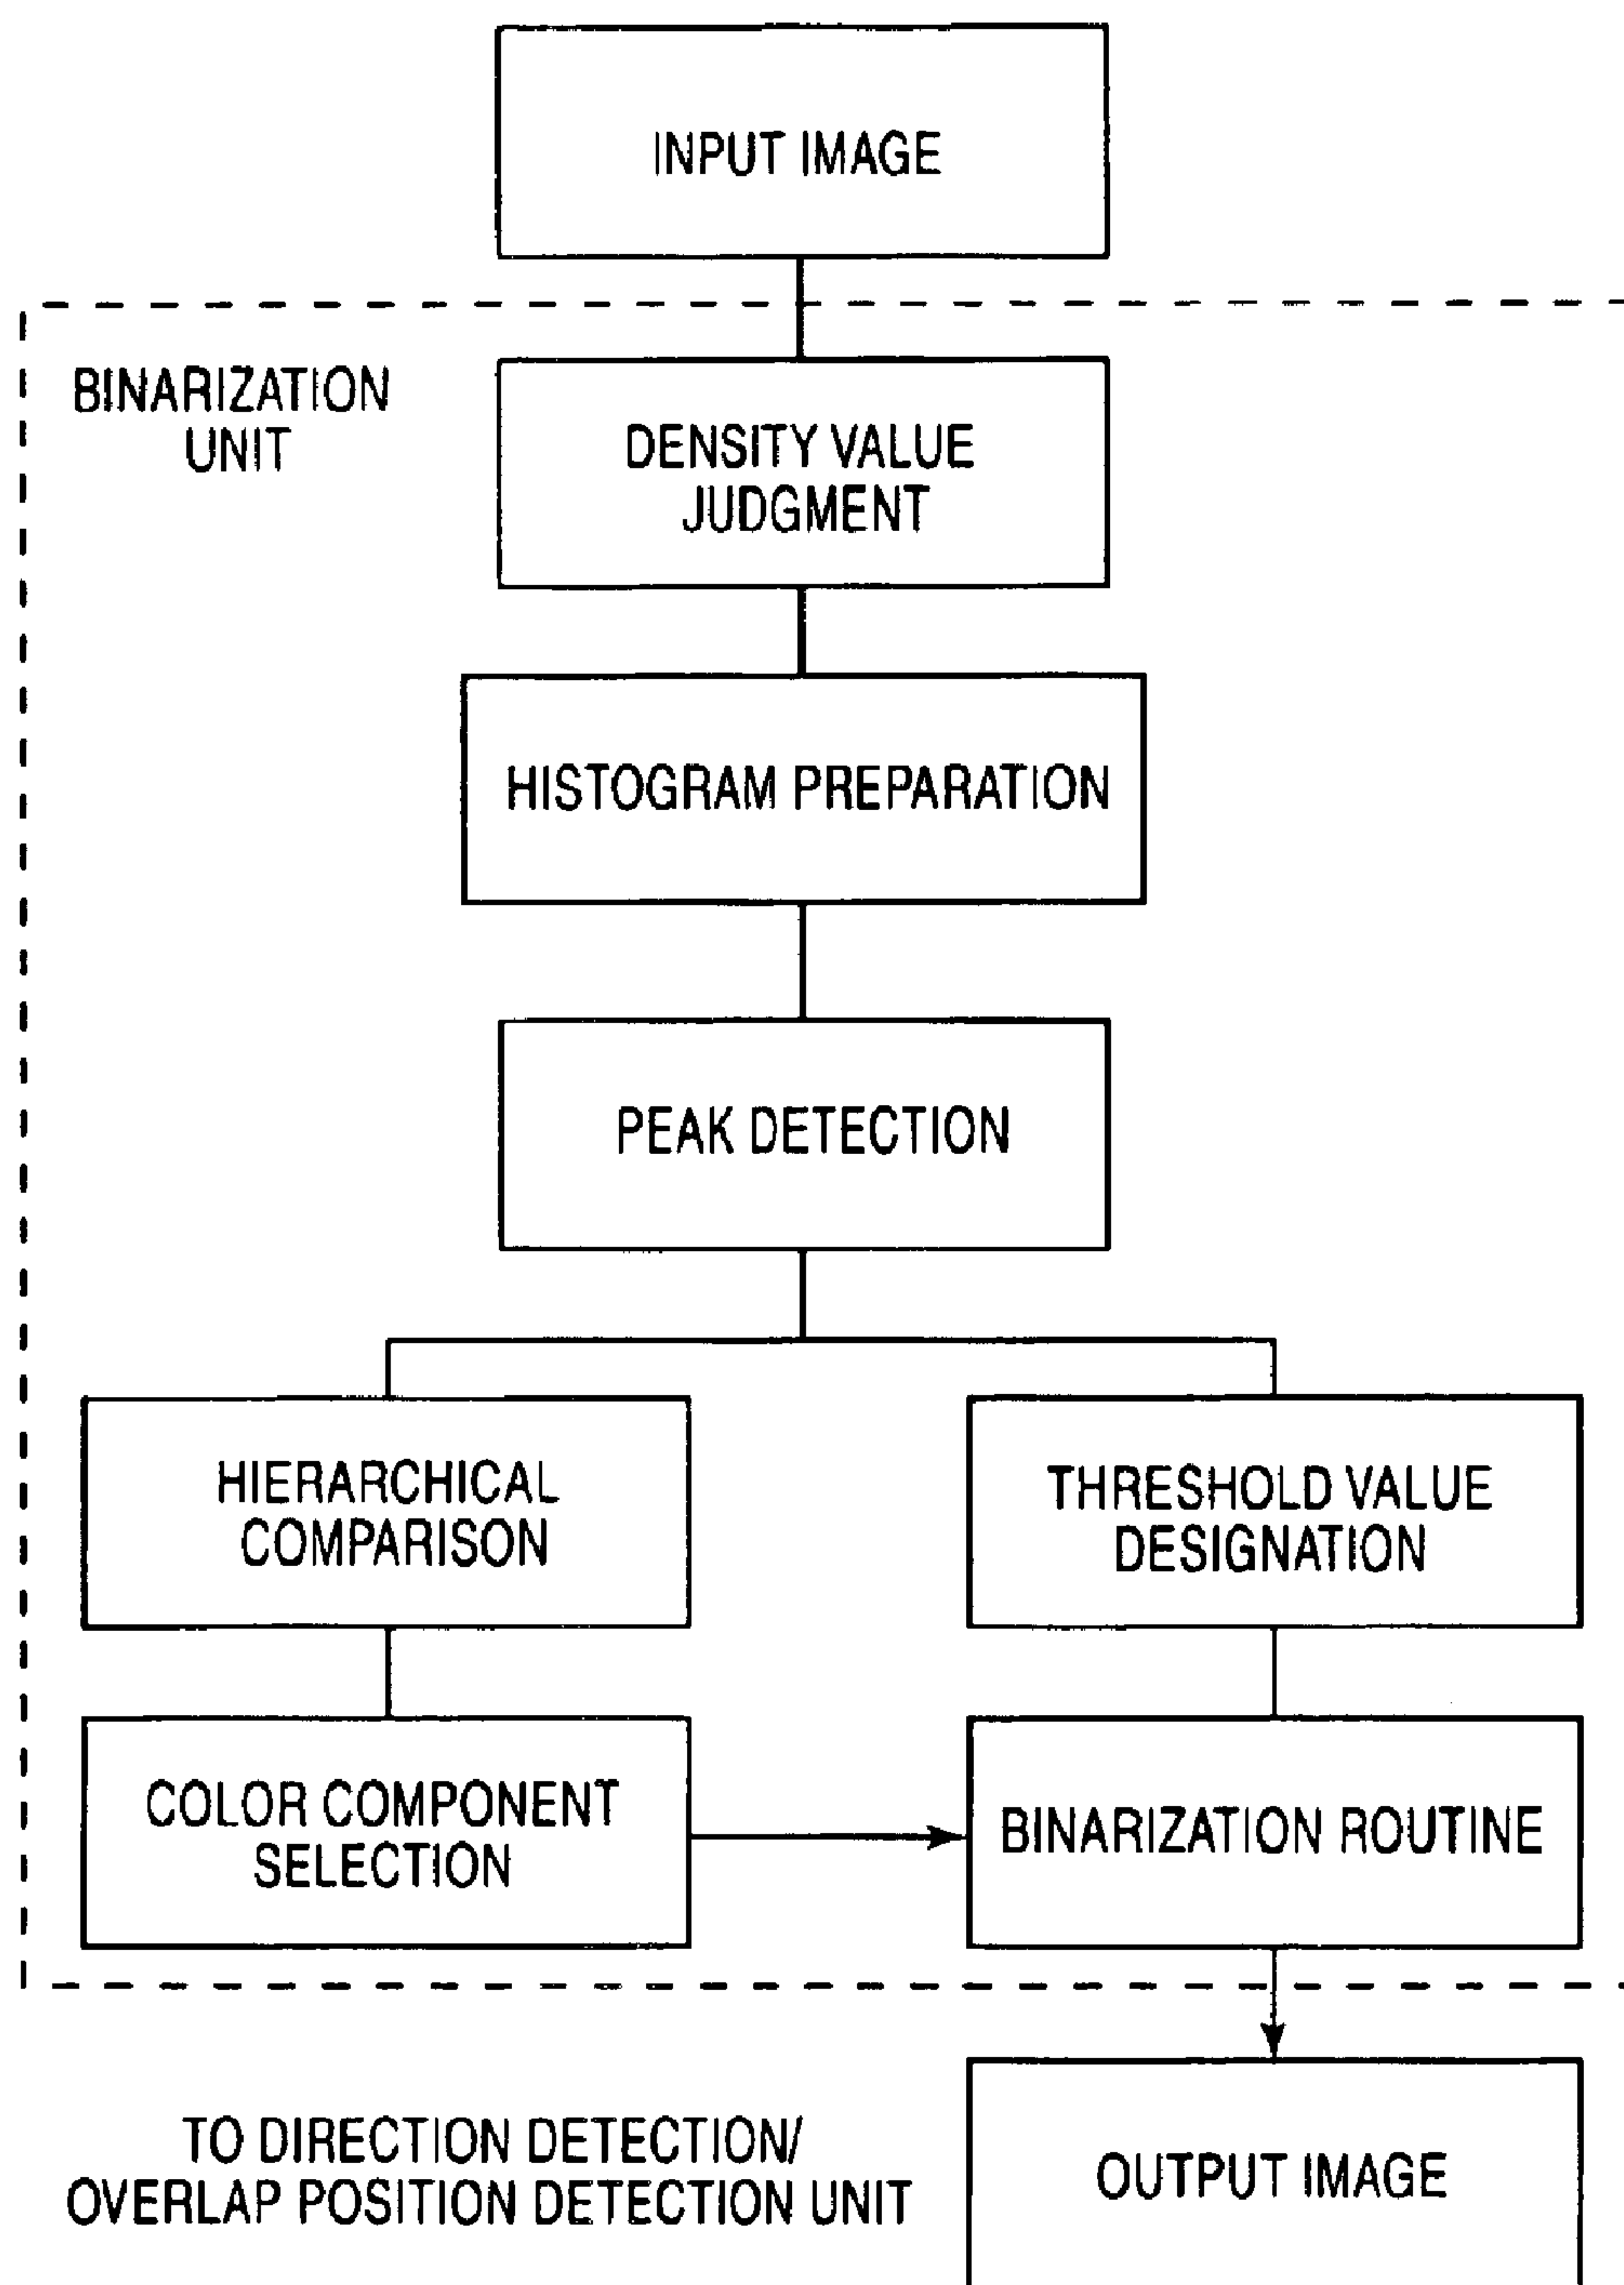 INPUT IMAGE
BINARIZATION
UNIT
DENSITY VALUE
JUDGMENT
HISTOGRAM PREPARATION
PEAK DETECTION
HIERARCHICAL
COMPARISON
THRESHOLD VALUE
DESIGNATION
COLOR COMPONENT
SELECTION
BINARIZATION ROUTINE
TO DIRECTION DETECTION/
OVERLAP POSITION DETECTION UNIT
OUTPUT IMAGE